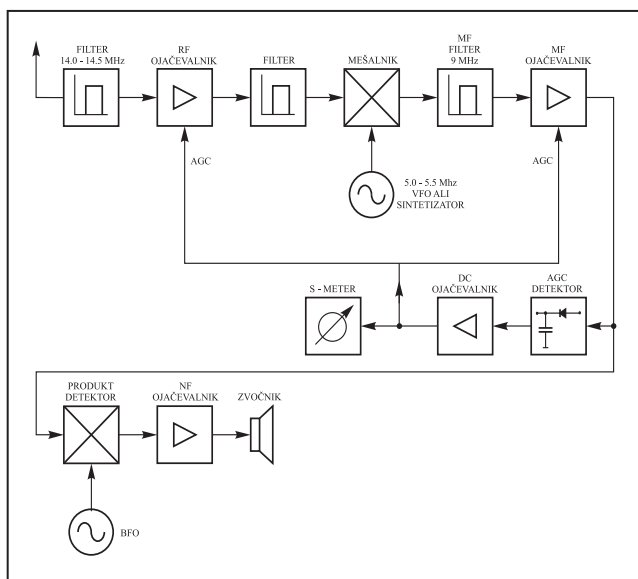 FILTER
14.0 - 14.5 MHz
RF
OJAČEVALNIK
FILTER
MEŠALNIK
MF
FILTER
9 MHz
MF
OJAČEVALNIK
AGC
AGC
5.0 - 5.5 Mhz
VFO ALI
SINTETIZATOR
S - METER
DC
OJAČEVALNIK
AGC
DETEKTOR
PRODUKT
DETEKTOR
NF
OJAČEVALNIK
ZVOČNIK
BFO